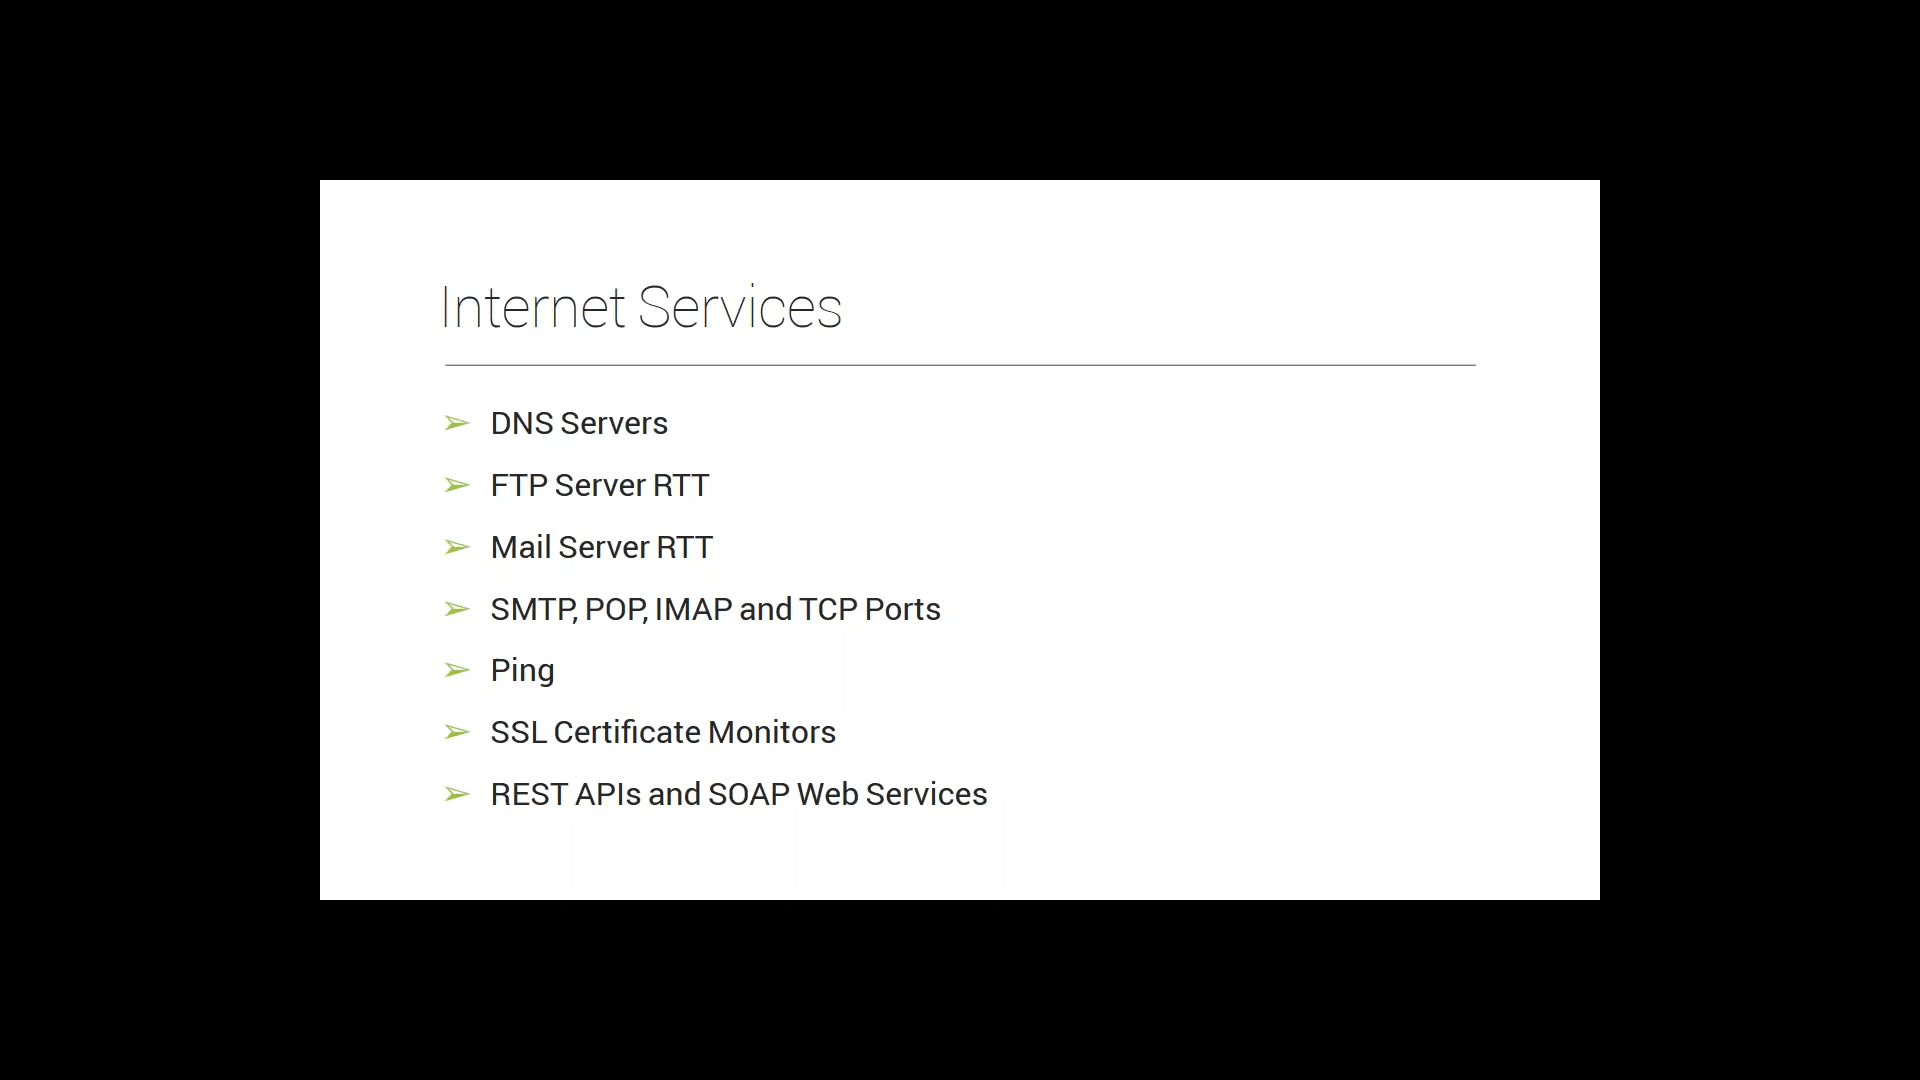 Internet Services
➢ DNS Servers
➢ FTP Server RTT
➢ Mail Server RTT
➢ SMTP, POP, IMAP and TCP Ports
➢ Ping
➢ SSL Certificate Monitors
➢ REST APIs and SOAP Web Services